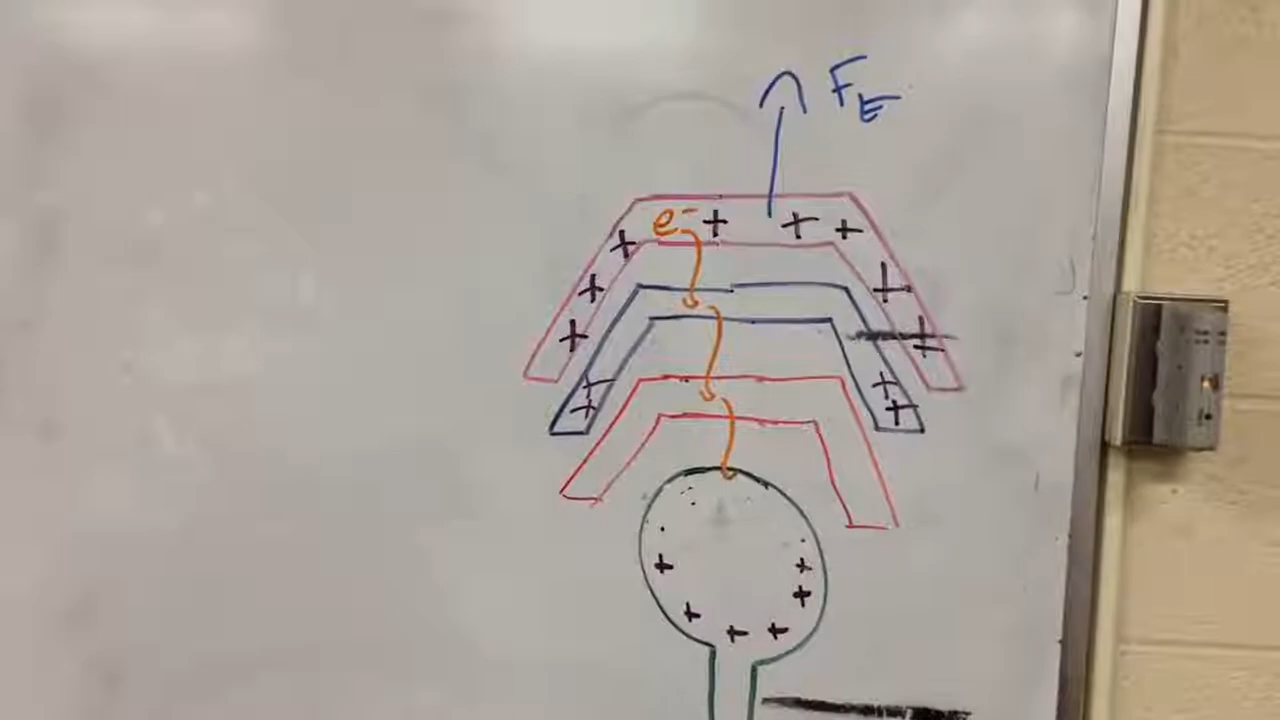 F_E
e⁻ + + +
+
+ +
+ +
+ +
+ +
+ +
+ +
+ + +